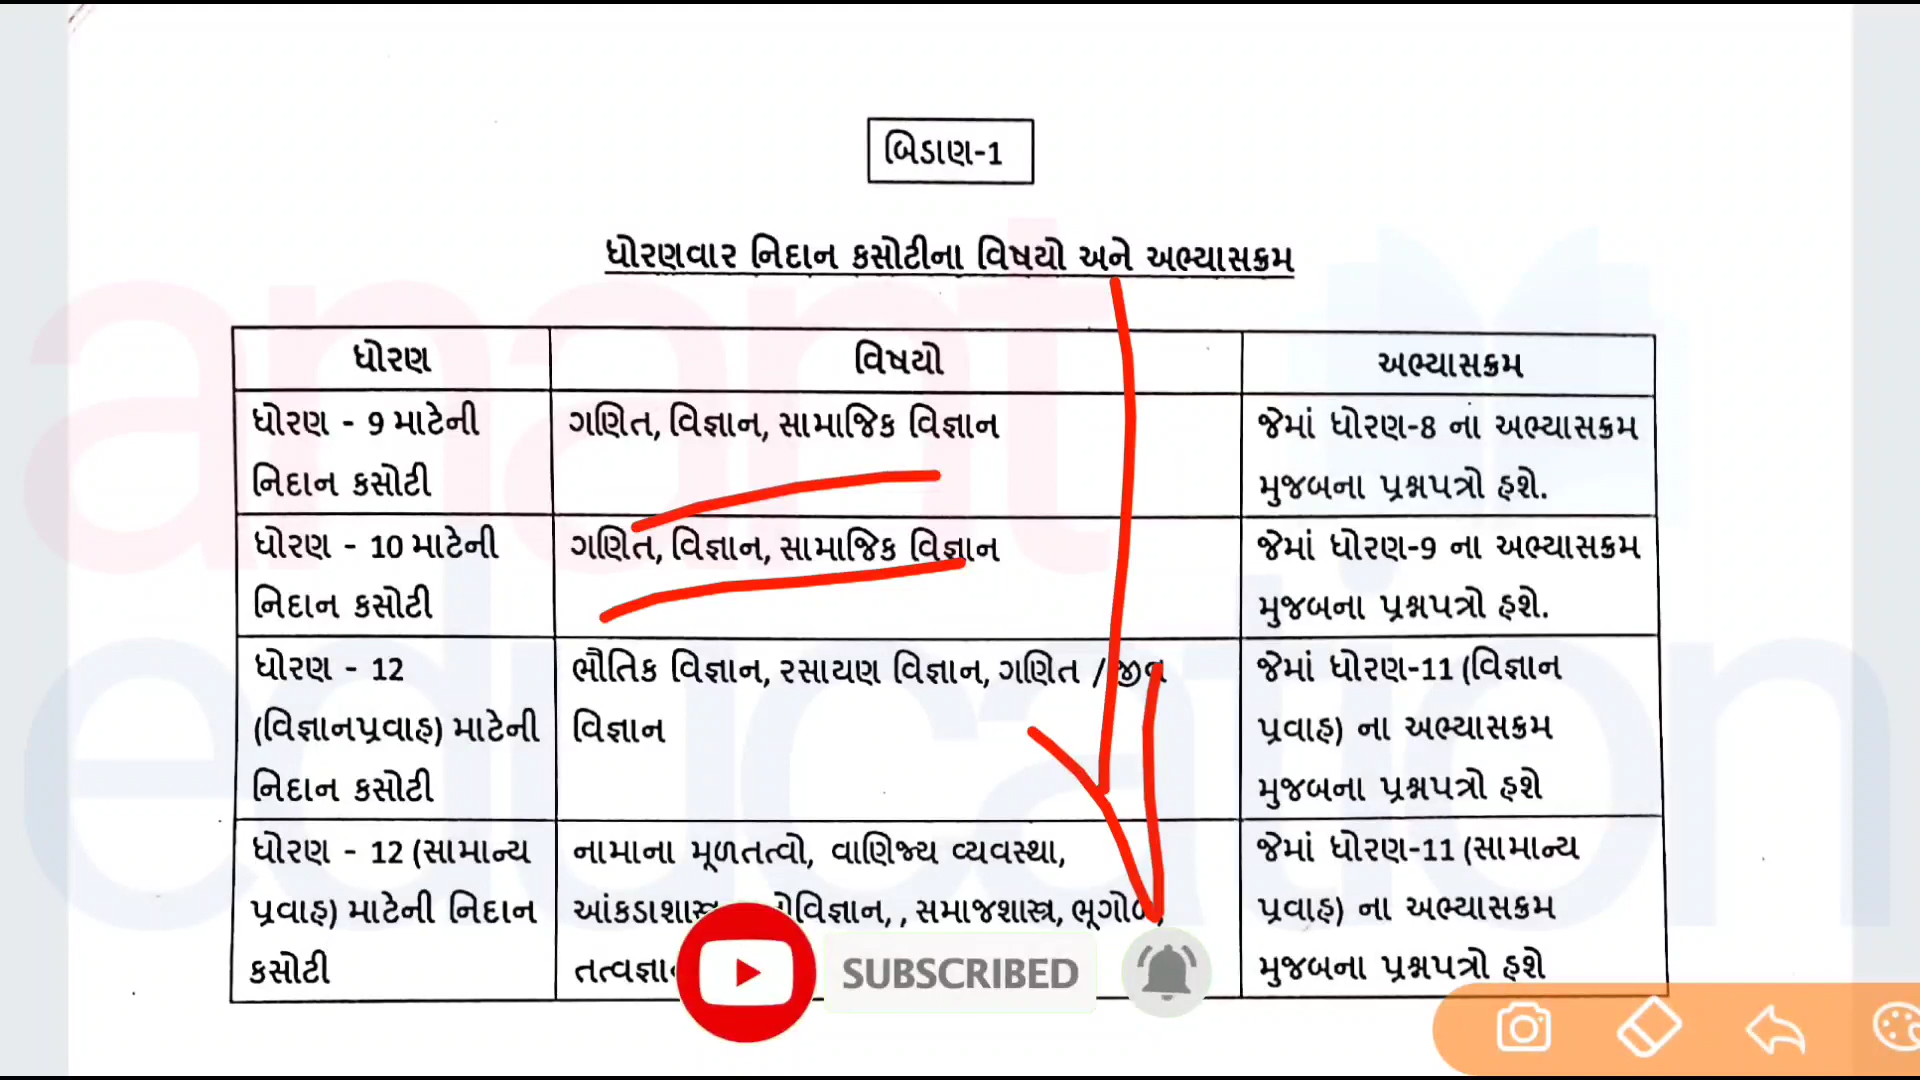 બિડાણ-1
ધોરણવાર નિદાન કસોટીના વિષયો અને અભ્યાસક્રમ
ધોરણ
વિષયો
અભ્યાસક્રમ
ધોરણ - 9 માટેની
નિદાન કસોટી
ગણિત, વિજ્ઞાન, સામાજિક વિજ્ઞાન
જેમાં ધોરણ-8 ના અભ્યાસક્રમ
મુજબના પ્રશ્નપત્રો હશે.
ધોરણ - 10 માટેની
નિદાન કસોટી
ગણિત, વિજ્ઞાન, સામાજિક વિજ્ઞાન
જેમાં ધોરણ-9 ના અભ્યાસક્રમ
મુજબના પ્રશ્નપત્રો હશે.
ધોરણ - 12
(વિજ્ઞાનપ્રવાહ) માટેની
નિદાન કસોટી
ભૌતિક વિજ્ઞાન, રસાયણ વિજ્ઞાન, ગણિત / જીવ
વિજ્ઞાન
જેમાં ધોરણ-11 (વિજ્ઞાન
પ્રવાહ) ના અભ્યાસક્રમ
મુજબના પ્રશ્નપત્રો હશે
ધોરણ - 12 (સામાન્ય
પ્રવાહ) માટેની નિદાન
કસોટી
નામાના મૂળતત્વો, વાણિજ્ય વ્યવસ્થા,
આંકડાશાસ્ત્ર, , સમાજશાસ્ત્ર, ભૂગોળ,
જેમાં ધોરણ-11 (સામાન્ય
પ્રવાહ) ના અભ્યાસક્રમ
મુજબના પ્રશ્નપત્રો હશે
SUBSCRIBED
anant
education